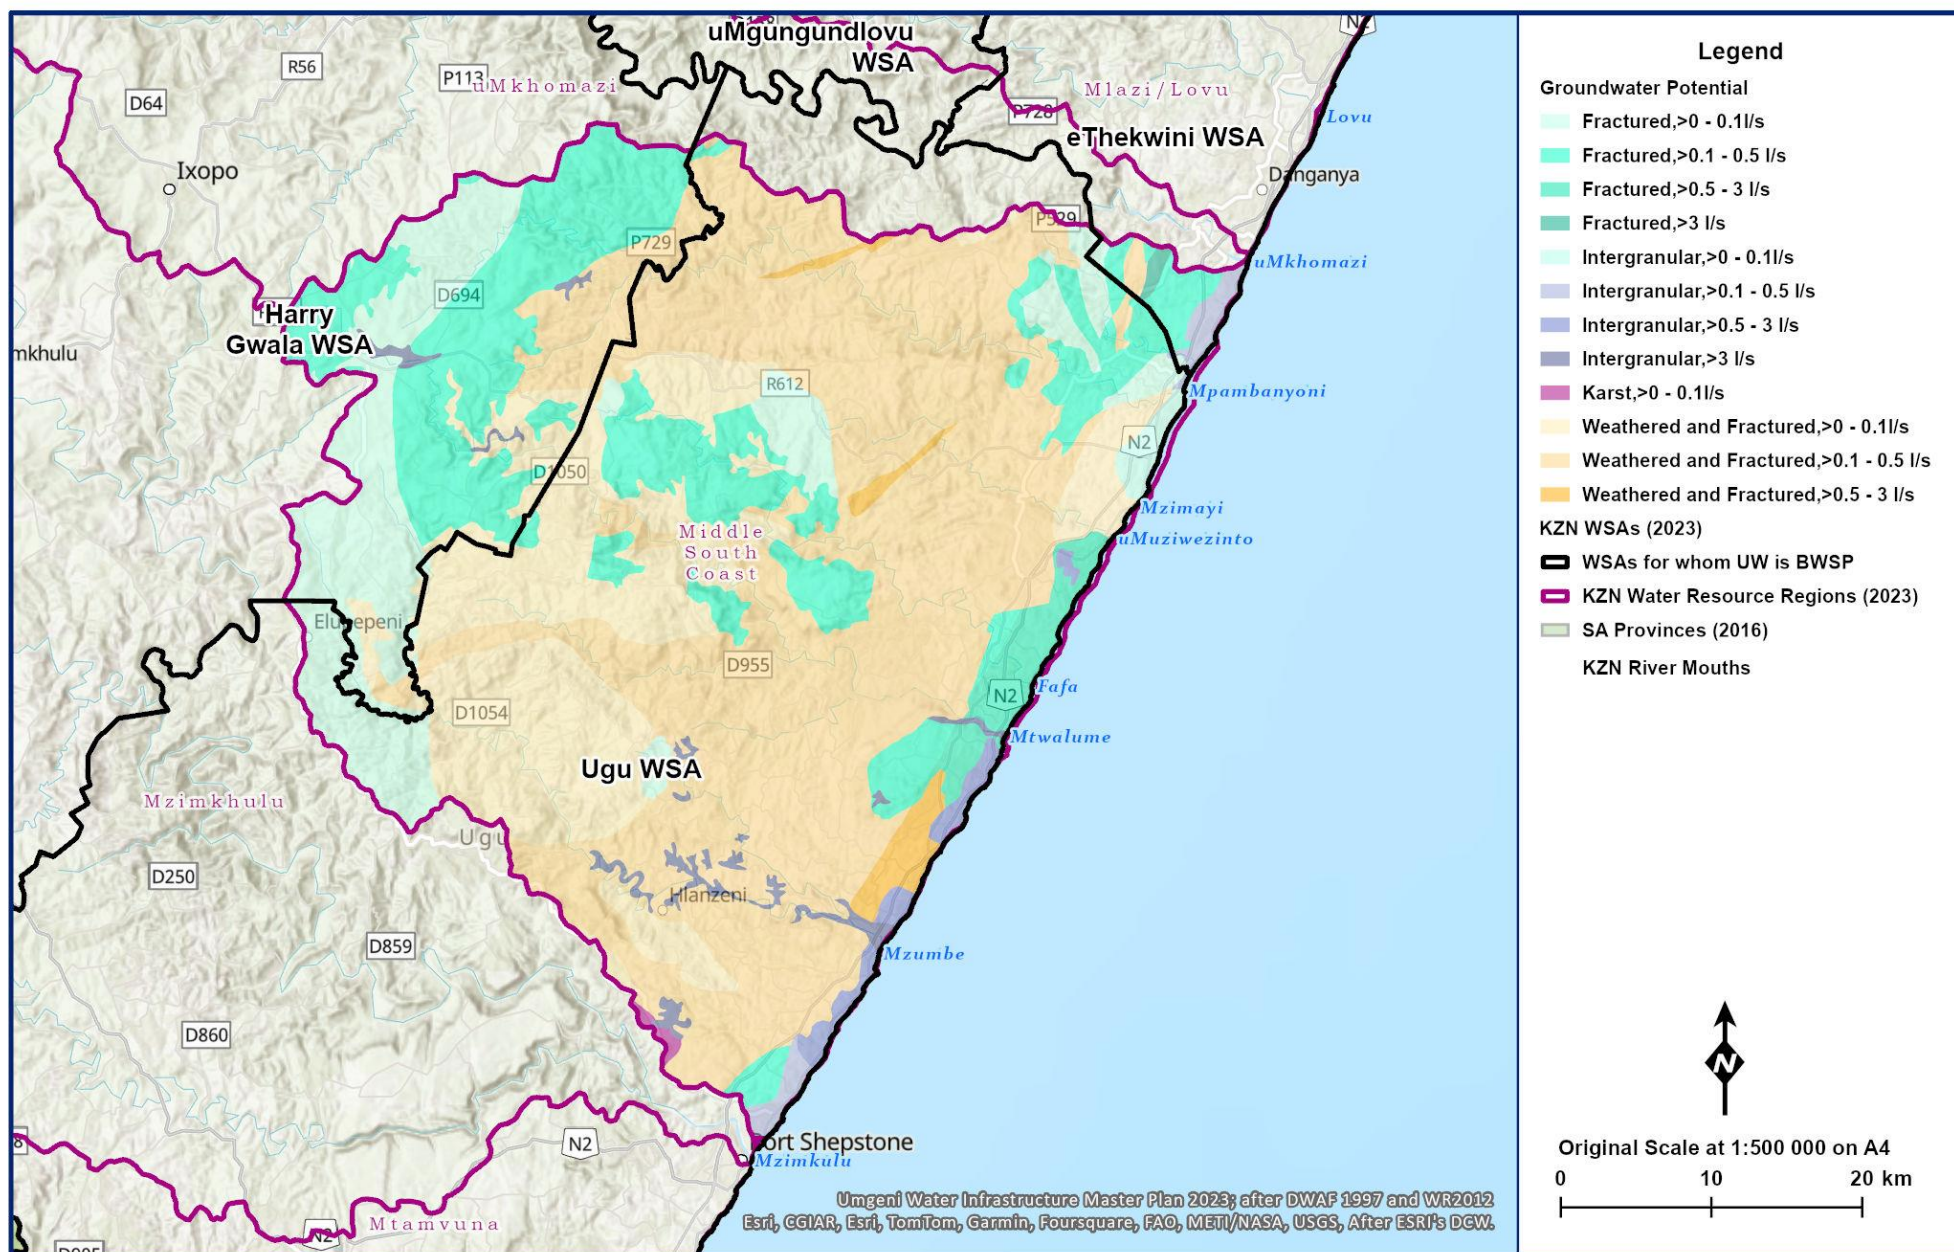 uMgungundlovu
WSA
N2
R56
P113
uMkhomazi
D64
Mlazi/Lovu
P728
Lovu
eThekwini WSA
Ixopo
Danganya
P529
P729
uMkhomazi
D694
Harry
Gwala WSA
R612
Mpambanyoni
N2
D1050
Mzimayi
Middle
South
Coast
uMuziwezinto
D955
N2
Fafa
D1054
Mtwalume
Ugu WSA
Mzimkhulu
Ugu
D250
Hlanzeni
D859
Mzumbe
D860
N2
Port Shepstone
Mzimkulu
Mtamvuna
N2
Umgeni Water Infrastructure Master Plan 2023; after DWAF 1997 and WR2012
Esri, CGIAR, Esri, TomTom, Garmin, Foursquare, FAO, METI/NASA, USGS, After ESRI's DCW.
Legend
Groundwater Potential
Fractured,>0 - 0.1l/s
Fractured,>0.1 - 0.5 l/s
Fractured,>0.5 - 3 l/s
Fractured,>3 l/s
Intergranular,>0 - 0.1l/s
Intergranular,>0.1 - 0.5 l/s
Intergranular,>0.5 - 3 l/s
Intergranular,>3 l/s
Karst,>0 - 0.1l/s
Weathered and Fractured,>0 - 0.1l/s
Weathered and Fractured,>0.1 - 0.5 l/s
Weathered and Fractured,>0.5 - 3 l/s
KZN WSAs (2023)
WSAs for whom UW is BWSP
KZN Water Resource Regions (2023)
SA Provinces (2016)
KZN River Mouths
N
Original Scale at 1:500 000 on A4
0 10 20 km